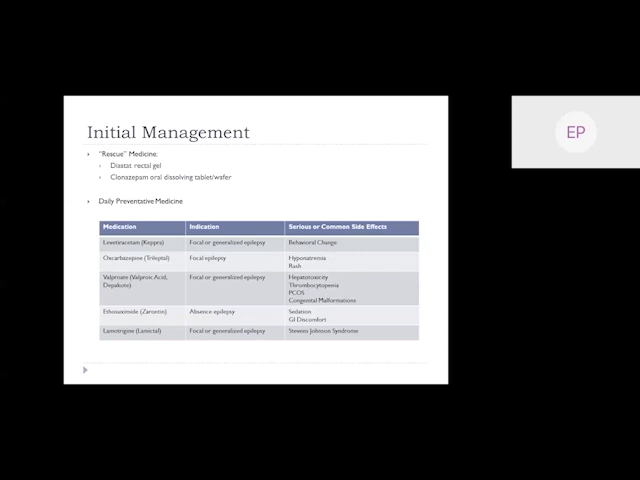 Initial Management
"Rescue" Medicine:
Diastat rectal gel
Clonazepam oral dissolving tablet/wafer
Daily Preventative Medicine
Medication Indication Serious or Common Side Effects
Levetiracetam (Keppra) Focal or generalized epilepsy Behavioral Change
Oxcarbazepine (Trileptal) Focal epilepsy Hyponatremia
Rash
Valproate (Valproic Acid, Focal or generalized epilepsy Hepatotoxicity
Depakote) Thrombocytopenia
PCOS
Congenital Malformations
Ethosuximide (Zarontin) Absence epilepsy Sedation
GI Discomfort
Lamotrigine (Lamictal) Focal or generalized epilepsy Steven Johnson Syndrome
EP